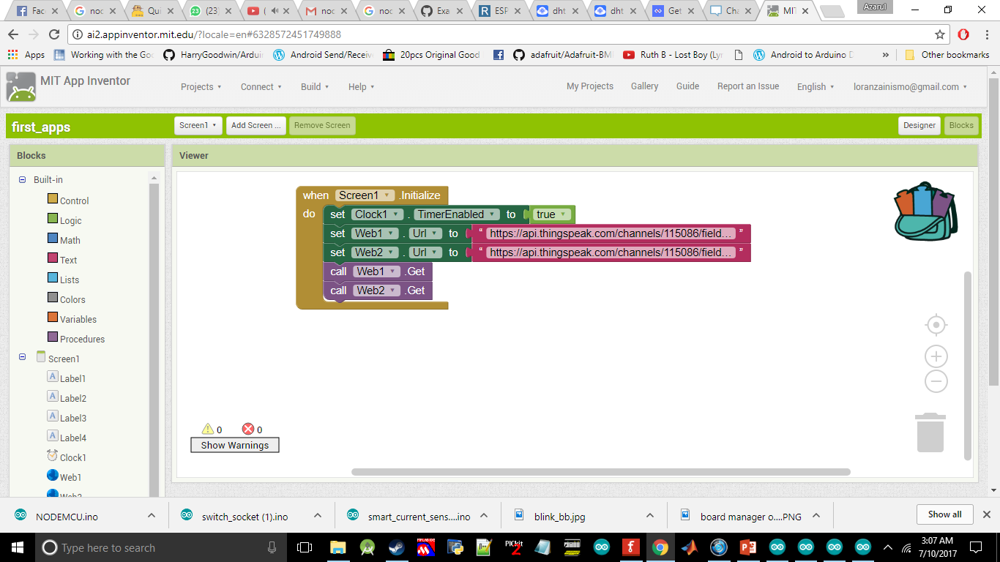 Fac
noc
Qui
(23)
(
noc
noc
Exa
ESP
dht
dht
Get
Cha
MIT
Azarul
ai2.appinventor.mit.edu/?locale=en#6328572451749888
Apps
Working with the Go
HarryGoodwin/Ardui
Android Send/Receiv
20pcs Original Good
adafruit/Adafruit-BM
Ruth B - Lost Boy (Lyr
Android to Arduino D
»
Other bookmarks
MIT App Inventor
Projects
Connect
Build
Help
My Projects
Gallery
Guide
Report an Issue
English
loranzainismo@gmail.com
first_apps
Screen1
Add Screen ...
Remove Screen
Designer
Blocks
Blocks
Viewer
Built-in
Control
Logic
Math
Text
Lists
Colors
Variables
Procedures
Screen1
Label1
Label2
Label3
Label4
Clock1
Web1
Web2
when Screen1 .Initialize
do set Clock1 . TimerEnabled to true
set Web1 . Url to “ https://api.thingspeak.com/channels/115086/field... ”
set Web2 . Url to “ https://api.thingspeak.com/channels/115086/field... ”
call Web1 .Get
call Web2 .Get
0 0
Show Warnings
NODEMCU.ino
switch_socket (1).ino
smart_current_sens....ino
blink_bb.jpg
board manager o....PNG
Show all
Type here to search
PICkit 2
3:07 AM
7/10/2017